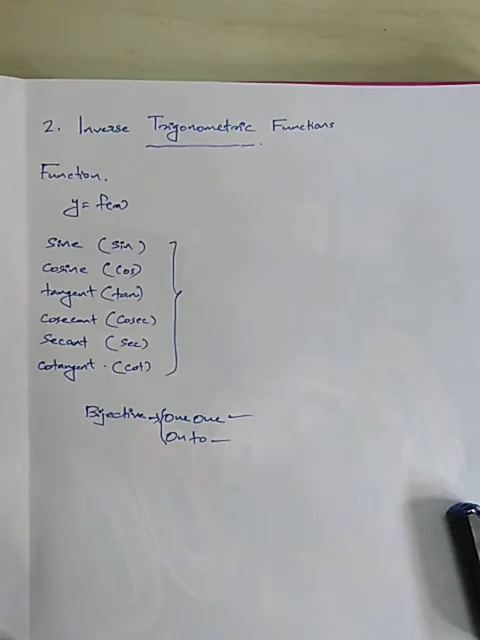 2. Inverse Trigonometric Functions
Function.
y = f(x)
sine (sin)
cosine (cos)
tangent (tan)
cosecant (cosec)
secant (sec)
cotangent. (cot)
Bijective → one one –
onto –